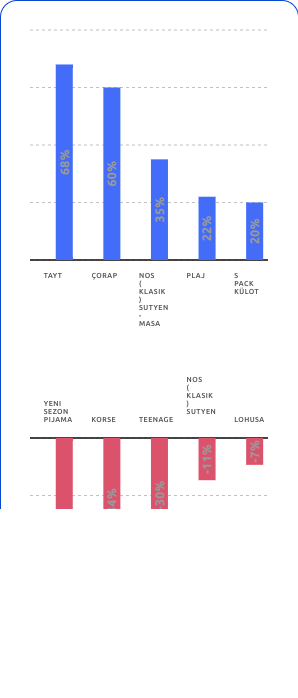 68%
60%
35%
22%
20%
TAYT
ÇORAP
NOS
(
KLASIK
)
SUTYEN
-
MASA
PLAJ
S
PACK
KÜLOT
YENI
SEZON
PIJAMA
KORSE
TEENAGE
NOS
(
KLASIK
)
SUTYEN
LOHUSA
4%
-30%
-11%
-7%